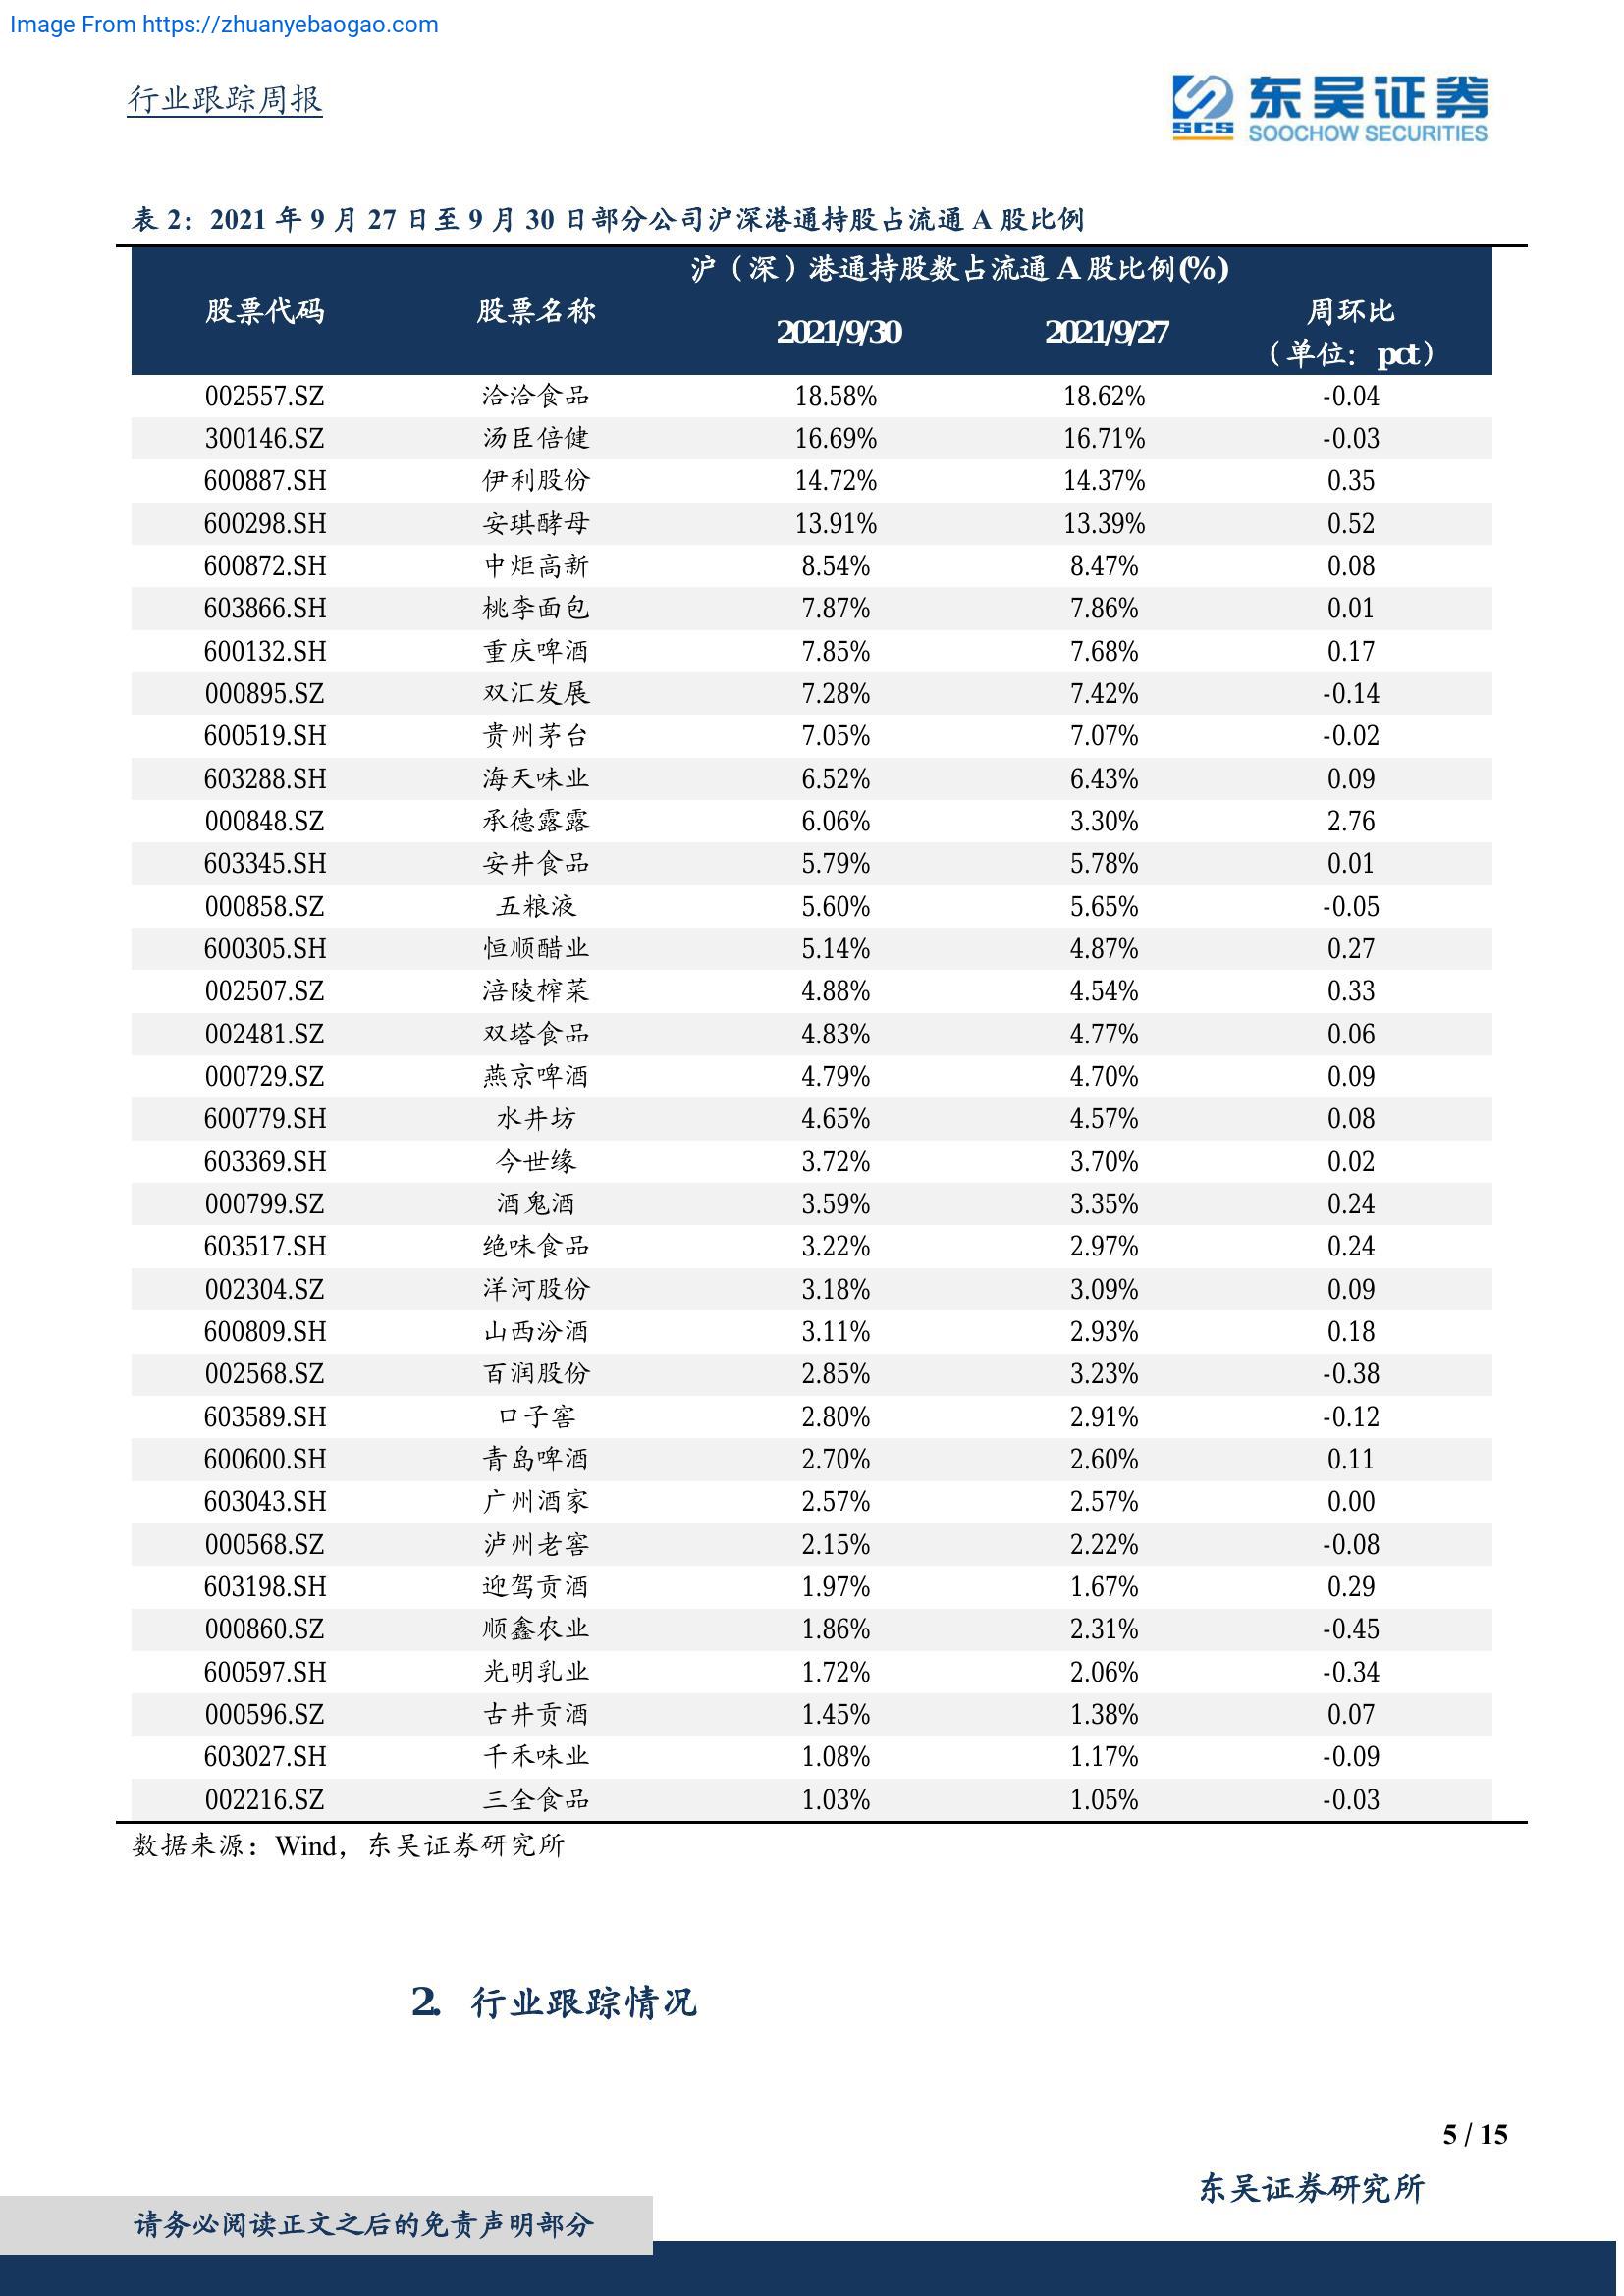 Image From https://zhuanyebaogao.com
行业跟踪周报
东吴证券
SCS
SOOCHOW SECURITIES
表 2：2021 年 9 月 27 日至 9 月 30 日部分公司沪深港通持股占流通 A 股比例
沪（深）港通持股数占流通 A 股比例(%)
股票代码 股票名称 2021/9/30 2021/9/27 周环比
（单位：pct）
002557.SZ 洽洽食品 18.58% 18.62% -0.04
300146.SZ 汤臣倍健 16.69% 16.71% -0.03
600887.SH 伊利股份 14.72% 14.37% 0.35
600298.SH 安琪酵母 13.91% 13.39% 0.52
600872.SH 中炬高新 8.54% 8.47% 0.08
603866.SH 桃李面包 7.87% 7.86% 0.01
600132.SH 重庆啤酒 7.85% 7.68% 0.17
000895.SZ 双汇发展 7.28% 7.42% -0.14
600519.SH 贵州茅台 7.05% 7.07% -0.02
603288.SH 海天味业 6.52% 6.43% 0.09
000848.SZ 承德露露 6.06% 3.30% 2.76
603345.SH 安井食品 5.79% 5.78% 0.01
000858.SZ 五粮液 5.60% 5.65% -0.05
600305.SH 恒顺醋业 5.14% 4.87% 0.27
002507.SZ 涪陵榨菜 4.88% 4.54% 0.33
002481.SZ 双塔食品 4.83% 4.77% 0.06
000729.SZ 燕京啤酒 4.79% 4.70% 0.09
600779.SH 水井坊 4.65% 4.57% 0.08
603369.SH 今世缘 3.72% 3.70% 0.02
000799.SZ 酒鬼酒 3.59% 3.35% 0.24
603517.SH 绝味食品 3.22% 2.97% 0.24
002304.SZ 洋河股份 3.18% 3.09% 0.09
600809.SH 山西汾酒 3.11% 2.93% 0.18
002568.SZ 百润股份 2.85% 3.23% -0.38
603589.SH 口子窖 2.80% 2.91% -0.12
600600.SH 青岛啤酒 2.70% 2.60% 0.11
603043.SH 广州酒家 2.57% 2.57% 0.00
000568.SZ 泸州老窖 2.15% 2.22% -0.08
603198.SH 迎驾贡酒 1.97% 1.67% 0.29
000860.SZ 顺鑫农业 1.86% 2.31% -0.45
600597.SH 光明乳业 1.72% 2.06% -0.34
000596.SZ 古井贡酒 1.45% 1.38% 0.07
603027.SH 千禾味业 1.08% 1.17% -0.09
002216.SZ 三全食品 1.03% 1.05% -0.03
数据来源：Wind，东吴证券研究所
2. 行业跟踪情况
5 / 15
东吴证券研究所
请务必阅读正文之后的免责声明部分